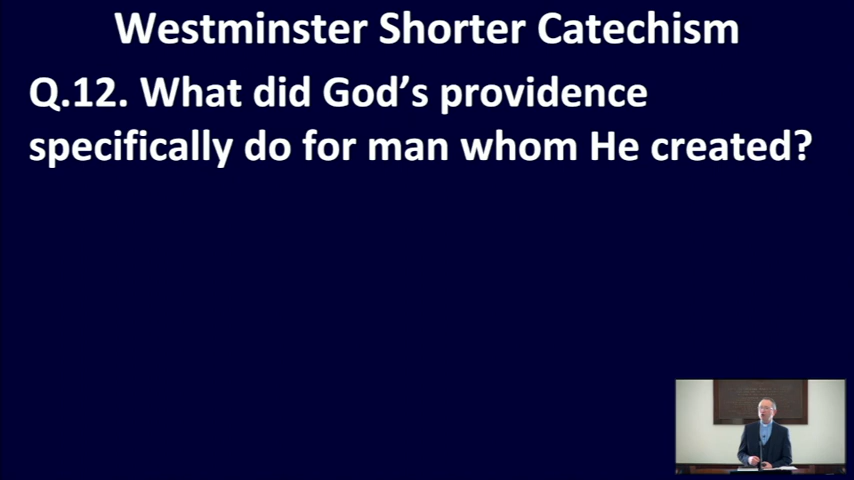 Westminster Shorter Catechism
Q.12. What did God’s providence
specifically do for man whom He created?